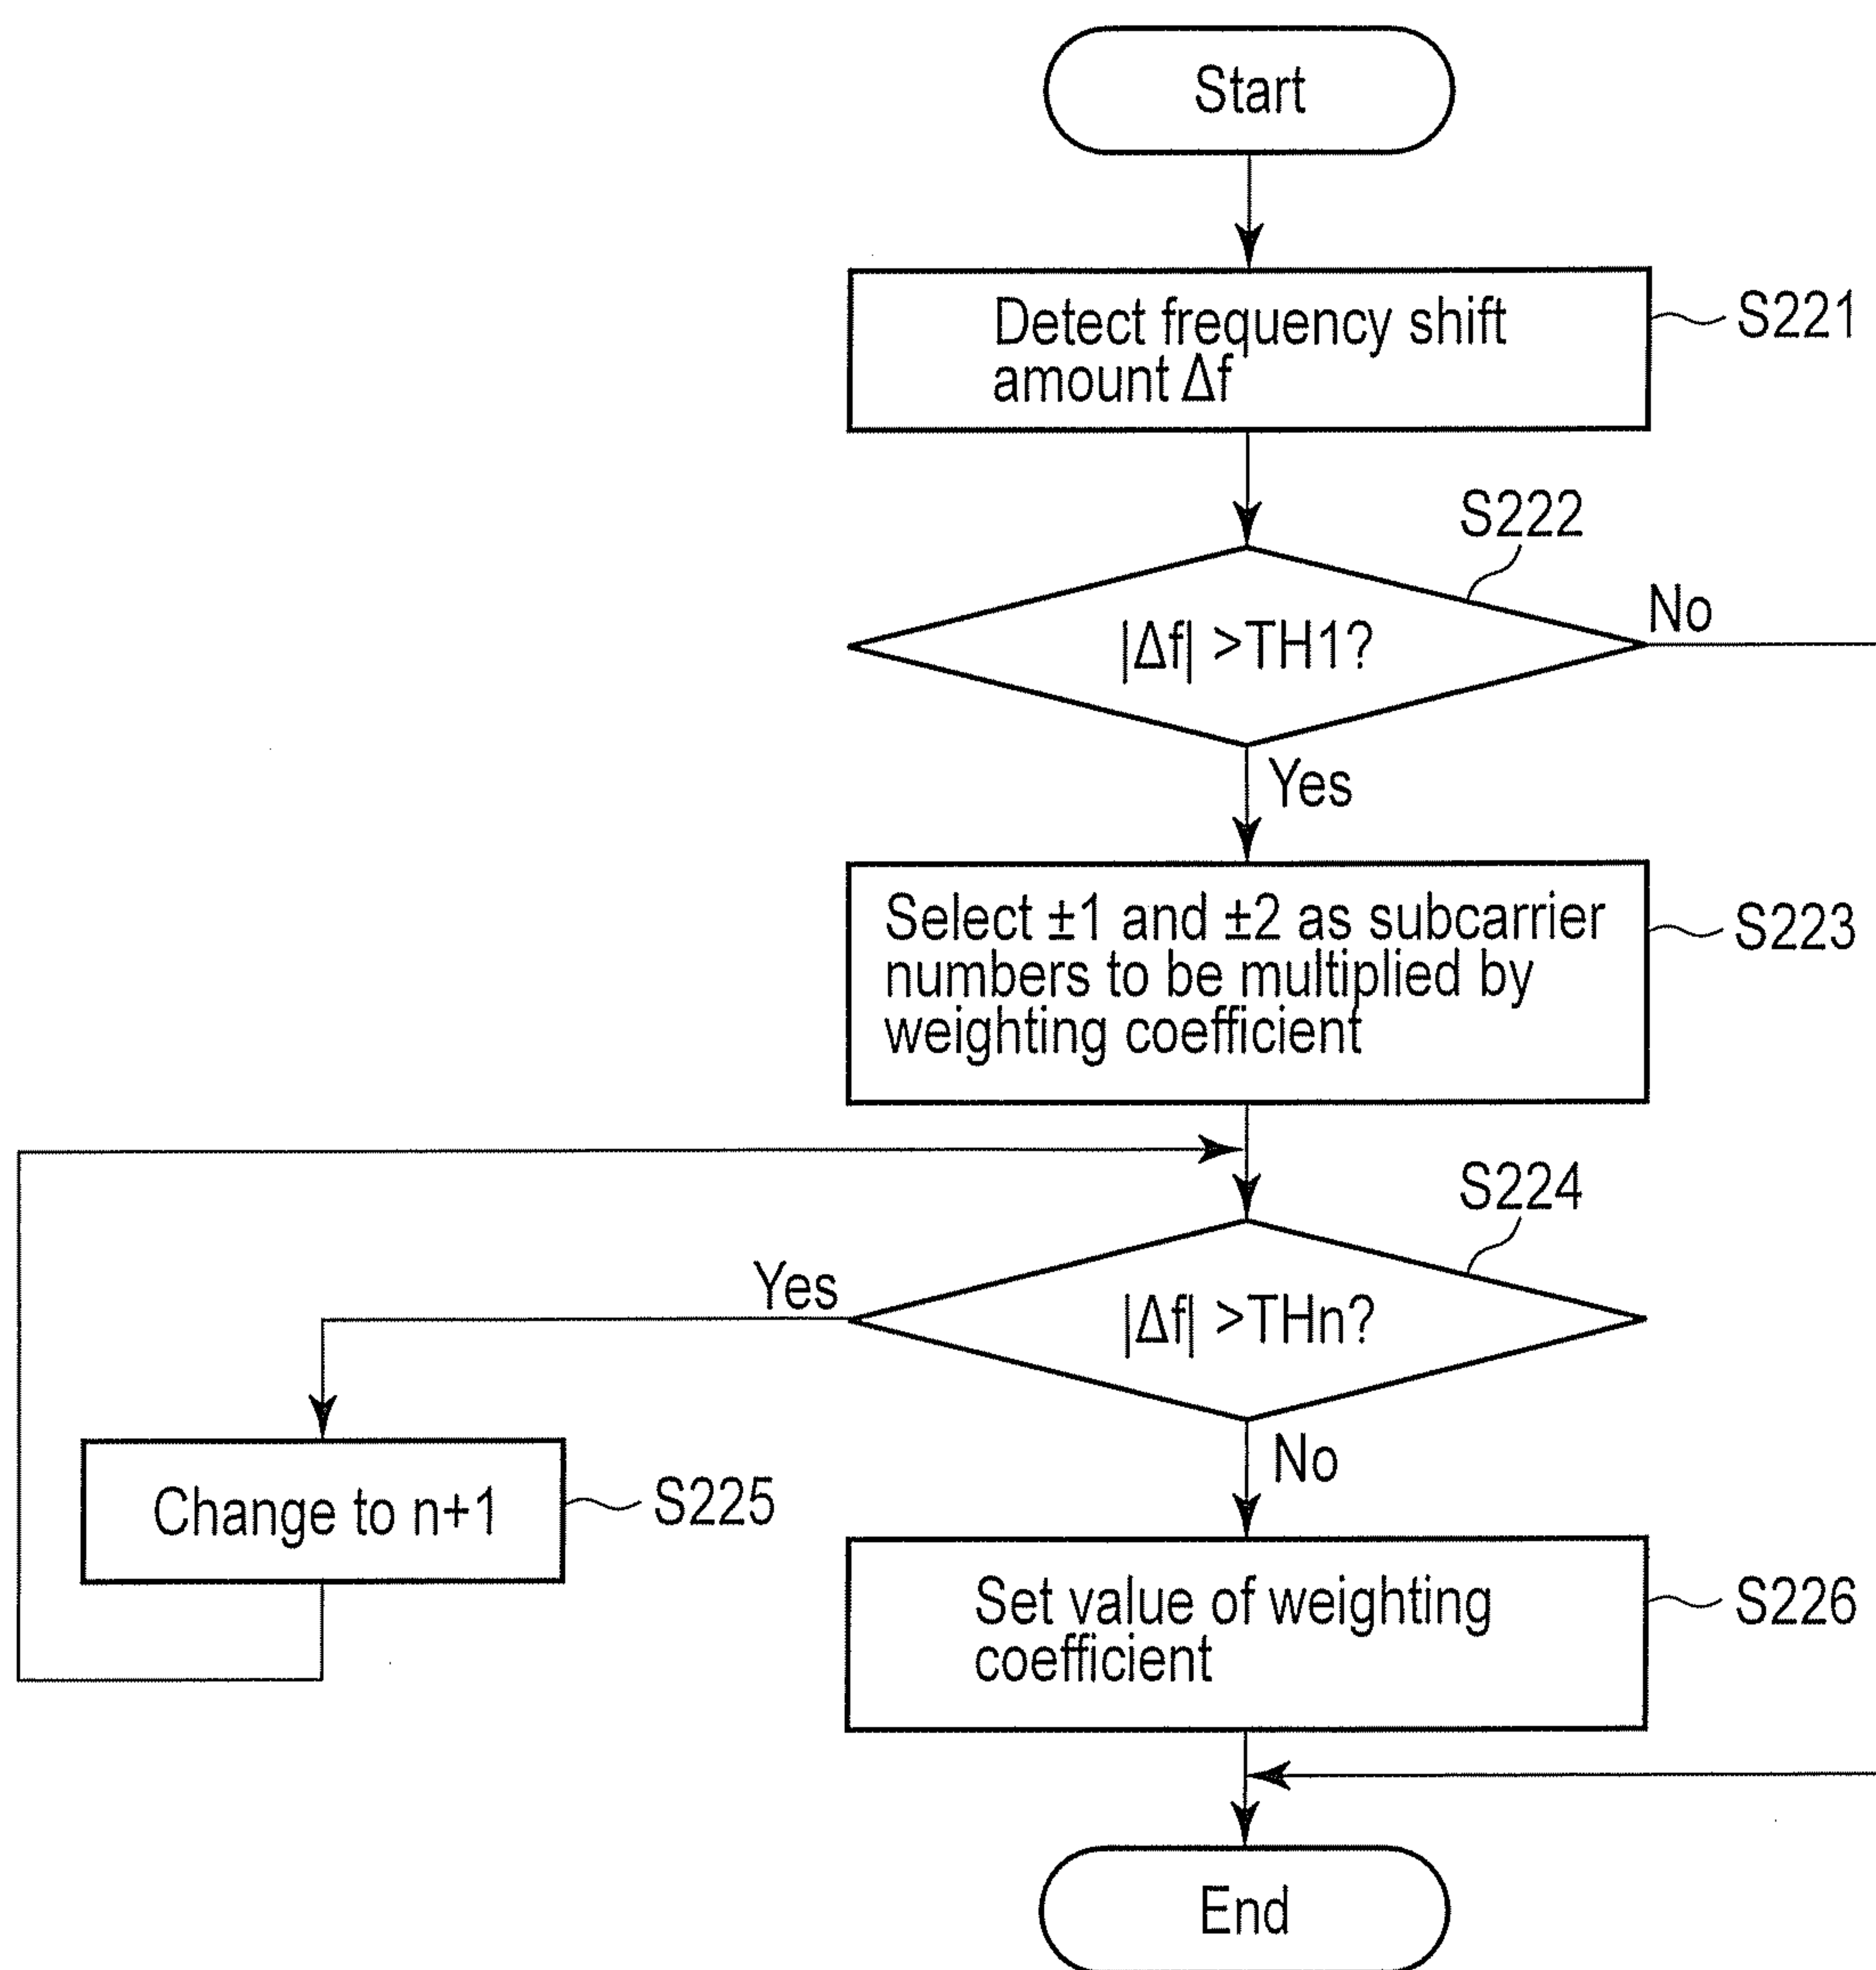 Start
Detect frequency shift
amount Δf
S221
S222
|Δf| >TH1?
No
Yes
Select ±1 and ±2 as subcarrier
numbers to be multiplied by
weighting coefficient
S223
S224
Yes
|Δf| >THn?
No
Change to n+1
S225
Set value of weighting
coefficient
S226
End